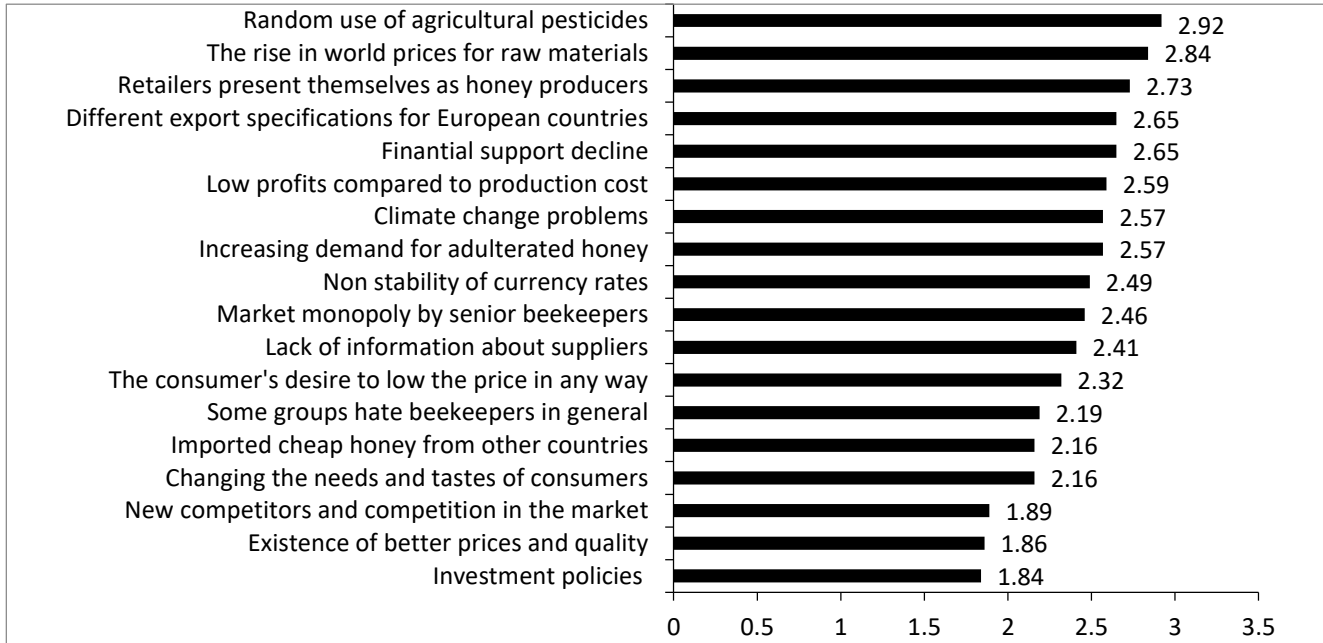 Random use of agricultural pesticides 2.92
The rise in world prices for raw materials 2.84
Retailers present themselves as honey producers 2.73
Different export specifications for European countries 2.65
Finantial support decline 2.65
Low profits compared to production cost 2.59
Climate change problems 2.57
Increasing demand for adulterated honey 2.57
Non stability of currency rates 2.49
Market monopoly by senior beekeepers 2.46
Lack of information about suppliers 2.41
The consumer's desire to low the price in any way 2.32
Some groups hate beekeepers in general 2.19
Imported cheap honey from other countries 2.16
Changing the needs and tastes of consumers 2.16
New competitors and competition in the market 1.89
Existence of better prices and quality 1.86
Investment policies 1.84
0 0.5 1 1.5 2 2.5 3 3.5